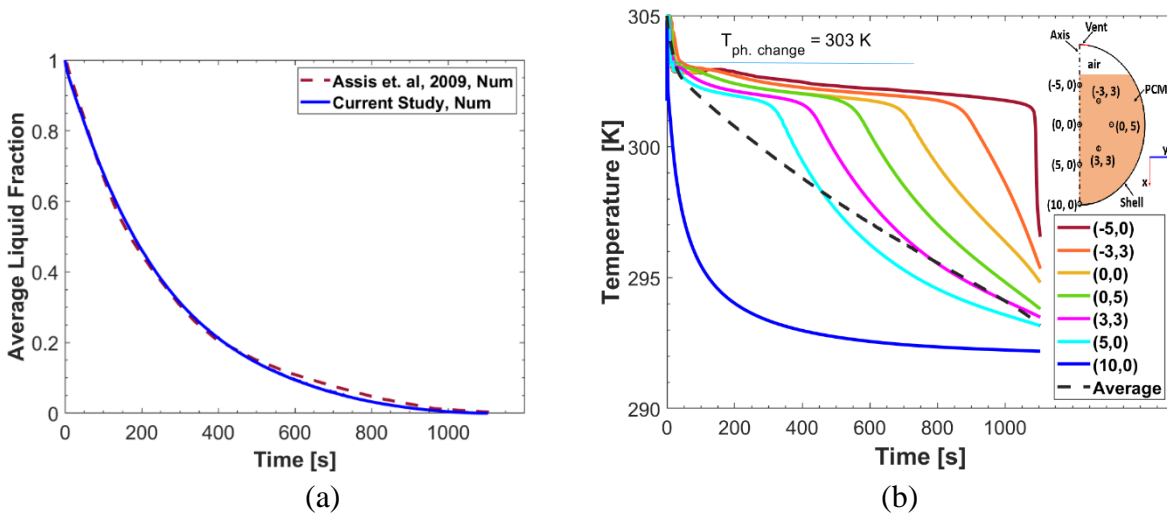 (a)
Average Liquid Fraction
1
0.8
0.6
0.4
0.2
0
0 200 400 600 800 1000
Time [s]
Assis et. al, 2009, Num
Current Study, Num
(b)
Temperature [K]
305
300
295
290
0 200 400 600 800 1000
Time [s]
T ph. change = 303 K
Vent
Axis
air
(-5, 0)
(-3, 3)
PCM
(0, 0)
(0, 5)
(5, 0)
(3, 3)
y
x
(10, 0)
Shell
(-5,0)
(-3,3)
(0,0)
(0,5)
(3,3)
(5,0)
(10,0)
Average